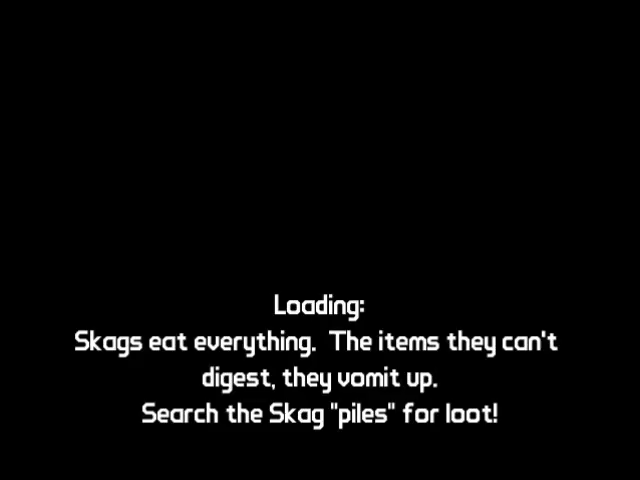 Loading:
Skags eat everything.  The items they can't
digest, they vomit up.
Search the Skag "piles" for loot!